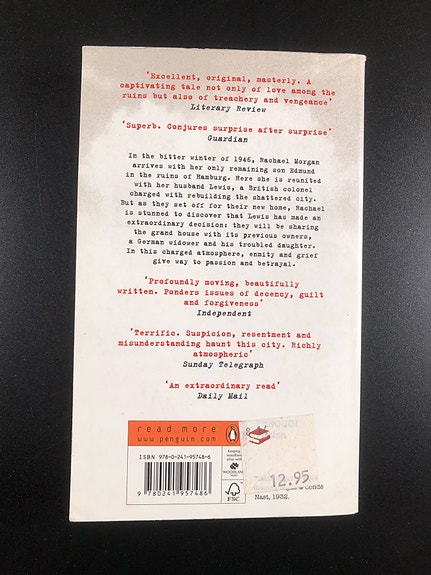 'Excellent, original, masterly. A
captivating tale not only of love among the
ruins but also of treachery and vengeance'
Literary Review
'Superb. Conjures surprise after surprise'
Guardian
In the bitter winter of 1946, Rachael Morgan
arrives with her only remaining son Edmund
in the ruins of Hamburg. Here she is reunited
with her husband Lewis, a British colonel
charged with rebuilding the shattered city.
But as they set off for their new home, Rachael
is stunned to discover that Lewis has made an
extraordinary decision: they will be sharing
the grand house with its previous owners,
a German widower and his troubled daughter.
In this charged atmosphere, enmity and grief
give way to passion and betrayal.
'Profoundly moving, beautifully
written. Ponders issues of decency, guilt
and forgiveness'
Independent
'Terrific. Suspicion, resentment and
misunderstanding haunt this city. Richly
atmospheric'
Sunday Telegraph
'An extraordinary read'
Daily Mail
read more
www.penguin.com
ISBN 978-0-241-95748-6
9 780241 957486
Keeping
woodlands
alive with
WOODLAND
FSC
12.95
Condé
Nast, 1932.